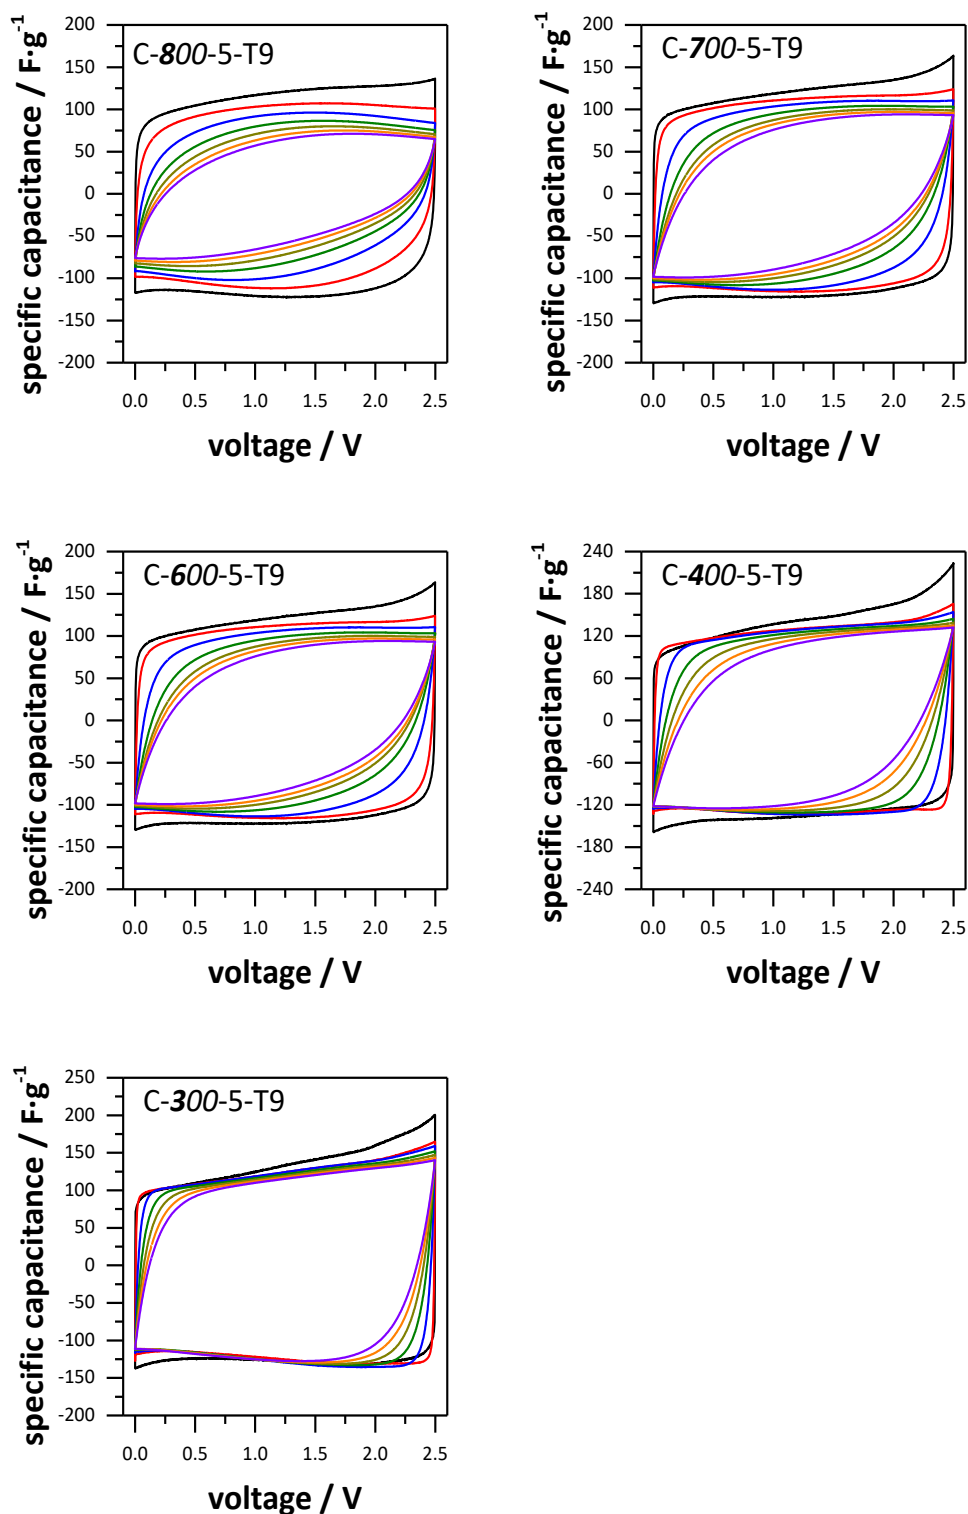 C-800-5-T9
specific capacitance / F·g-1
200
150
100
50
0
-50
-100
-150
-200
0.0 0.5 1.0 1.5 2.0 2.5
voltage / V
C-700-5-T9
specific capacitance / F·g-1
200
150
100
50
0
-50
-100
-150
-200
0.0 0.5 1.0 1.5 2.0 2.5
voltage / V
C-600-5-T9
specific capacitance / F·g-1
200
150
100
50
0
-50
-100
-150
-200
0.0 0.5 1.0 1.5 2.0 2.5
voltage / V
C-400-5-T9
specific capacitance / F·g-1
240
180
120
60
0
-60
-120
-180
-240
0.0 0.5 1.0 1.5 2.0 2.5
voltage / V
C-300-5-T9
specific capacitance / F·g-1
250
200
150
100
50
0
-50
-100
-150
-200
0.0 0.5 1.0 1.5 2.0 2.5
voltage / V